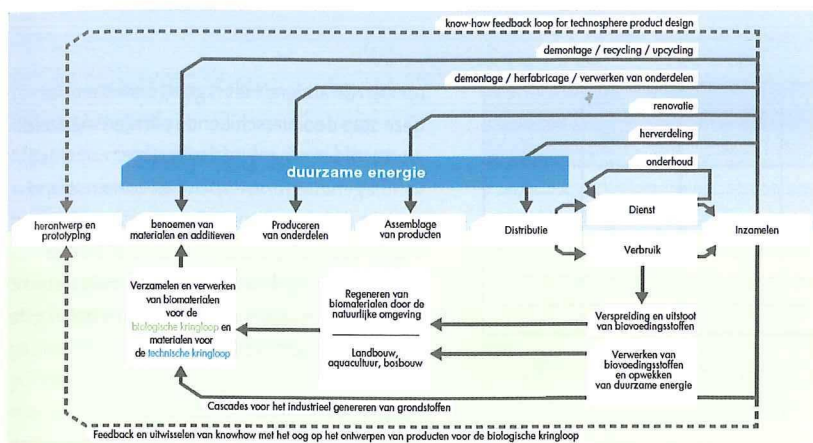 know-how feedback loop for technosphere product design
demontage / recycling / upcyding
demontage / herfabricage / verwerken van onderdelen
renovatie
herverdeling
onderhoud
duurzame energie
herontwerp en
prototyping
benoemen van
materialen en additieven
Produceren
van onderdelen
Assemblage
van producten
Distributie
Dienst
Verbruik
Inzamelen
Verzamelen en verwerken
van biomaterialen
voor de
biologische kringloop en
materialen voor
de technische kringloop
Regeneren van
biomaterialen door de
natuurlijke omgeving
Landbouw,
aquacultuur, bosbouw
Verspreiding en uitstoot
van biovoedingsstoffen
Verwerken van
biovoedingsstoffen
en opwekken
van duurzame energie
Cascades voor het industrieel genereren van grondstoffen
Feedback en uitwisselen van knowhow met het oog op het ontwerpen van producten voor de biologische kringloop